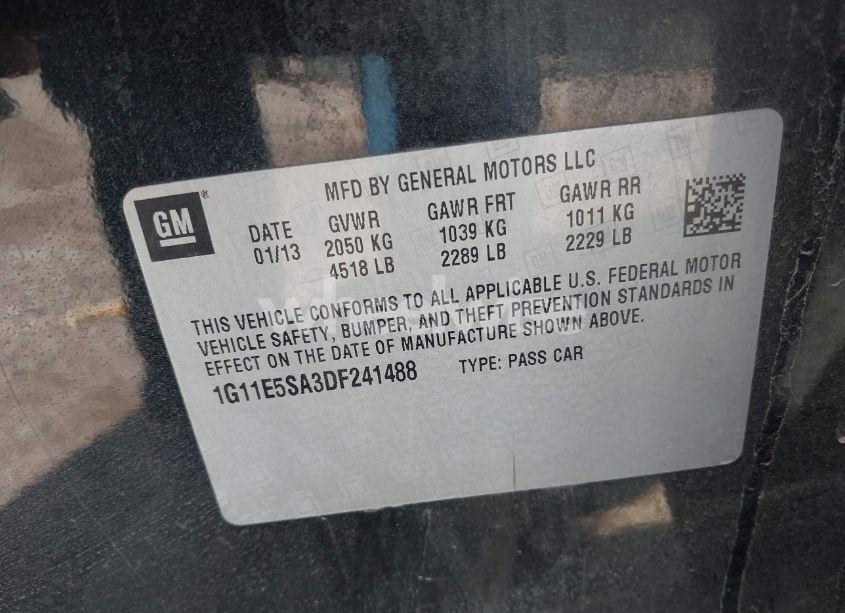 GM®
MFD BY GENERAL MOTORS LLC
DATE GVWR GAWR FRT GAWR RR
01/13 2050 KG 1039 KG 1011 KG
4518 LB 2289 LB 2229 LB
THIS VEHICLE CONFORMS TO ALL APPLICABLE U.S. FEDERAL MOTOR
VEHICLE SAFETY, BUMPER, AND THEFT PREVENTION STANDARDS IN
EFFECT ON THE DATE OF MANUFACTURE SHOWN ABOVE.
1G11E5SA3DF241488 TYPE: PASS CAR